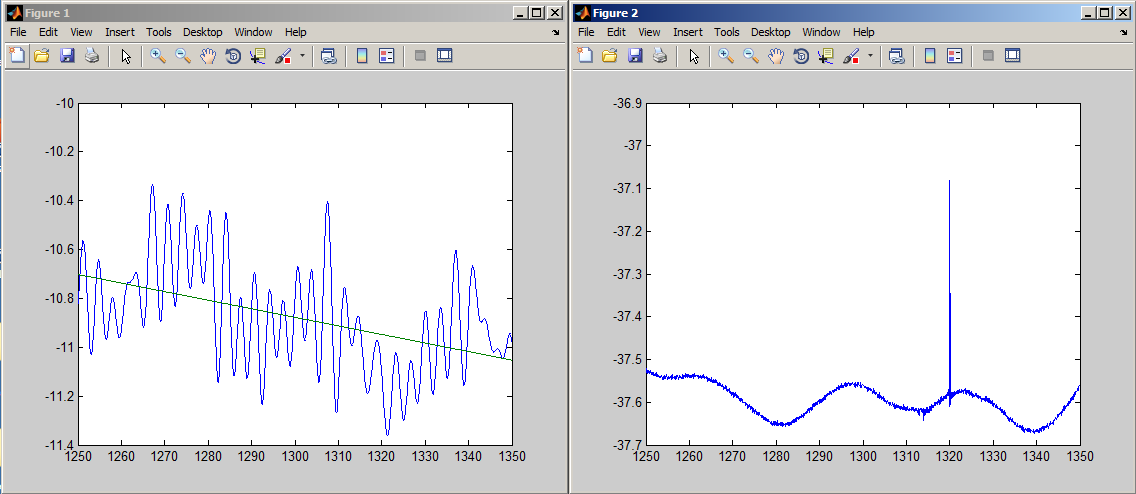 Figure 1
File Edit View Insert Tools Desktop Window Help
-10
-10.2
-10.4
-10.6
-10.8
-11
-11.2
-11.4
1250 1260 1270 1280 1290 1300 1310 1320 1330 1340 1350
Figure 2
File Edit View Insert Tools Desktop Window Help
-36.9
-37
-37.1
-37.2
-37.3
-37.4
-37.5
-37.6
-37.7
1250 1260 1270 1280 1290 1300 1310 1320 1330 1340 1350